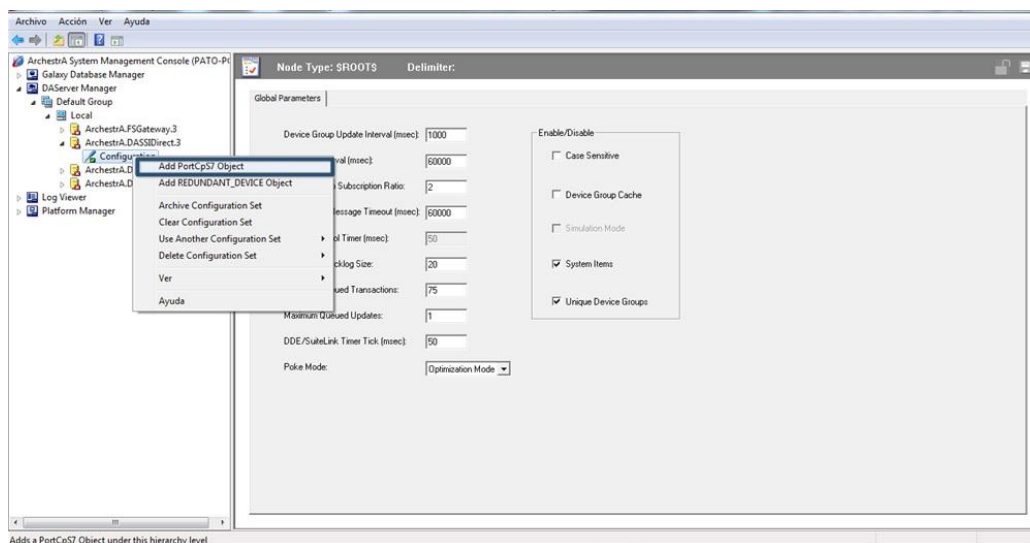 Archivo Acción Ver Ayuda
ArchestrA System Management Console (PATO-P
Galaxy Database Manager
DAServer Manager
Default Group
Local
ArchestrA.FSGateway.3
ArchestrA.DASSIDirect.3
Configuration
ArchestrA.D
ArchestrA.D
Log Viewer
Platform Manager
Add PortCpS7 Object
Add REDUNDANT_DEVICE Object
Archive Configuration Set
Clear Configuration Set
Use Another Configuration Set
Delete Configuration Set
Ver
Ayuda
Node Type: $ROOT$ Delimiter:
Global Parameters
Device Group Update Interval (msec): 1000
val (msec): 60000
Subscription Ratio: 2
essage Timeout (msec): 60000
ol Timer (msec): 50
cklog Size: 20
ued Transactions: 75
Maximum Queued Updates: 1
DDE/SuiteLink Timer Tick (msec): 50
Poke Mode: Optimization Mode
Enable/Disable
Case Sensitive
Device Group Cache
Simulation Mode
System Items
Unique Device Groups
Adds a PortCpS7 Object under this hierarchy level